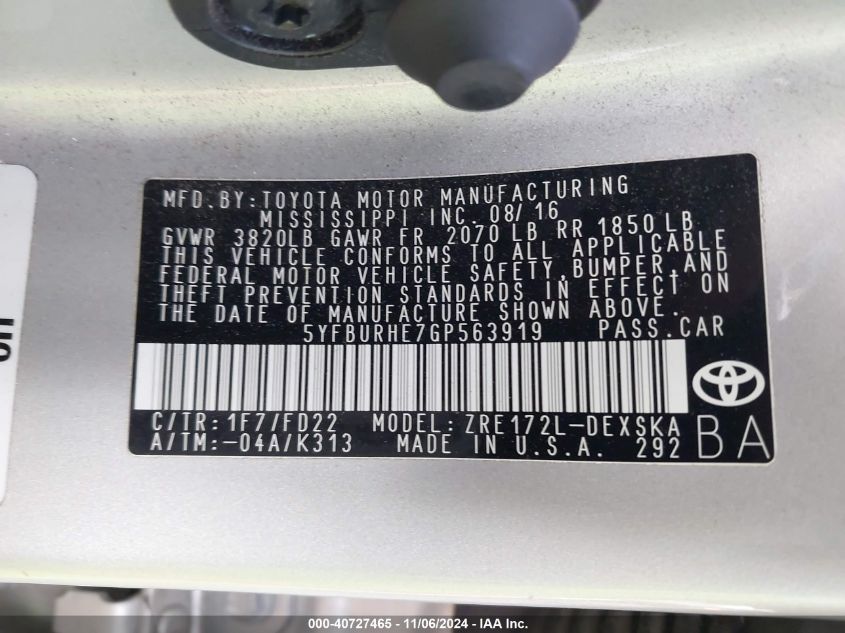 MFD.BY:TOYOTA MOTOR MANUFACTURING
MISSISSIPPI INC. 08/16
GVWR 3820LB GAWR FR 2070 LB RR 1850 LB
THIS VEHICLE CONFORMS TO ALL APPLICABLE
FEDERAL MOTOR VEHICLE SAFETY,BUMPER,AND
THEFT PREVENTION STANDARDS IN EFFECT ON
THE DATE OF MANUFACTURE SHOWN ABOVE.
5YFBURHE7GP563919 PASS.CAR
C/TR:1F7/FD22 MODEL:ZRE172L-DEXSKA
A/TM:-04A/K313 MADE IN U.S.A. 292
BA
000-40727465 - 11/06/2024 - IAA Inc.